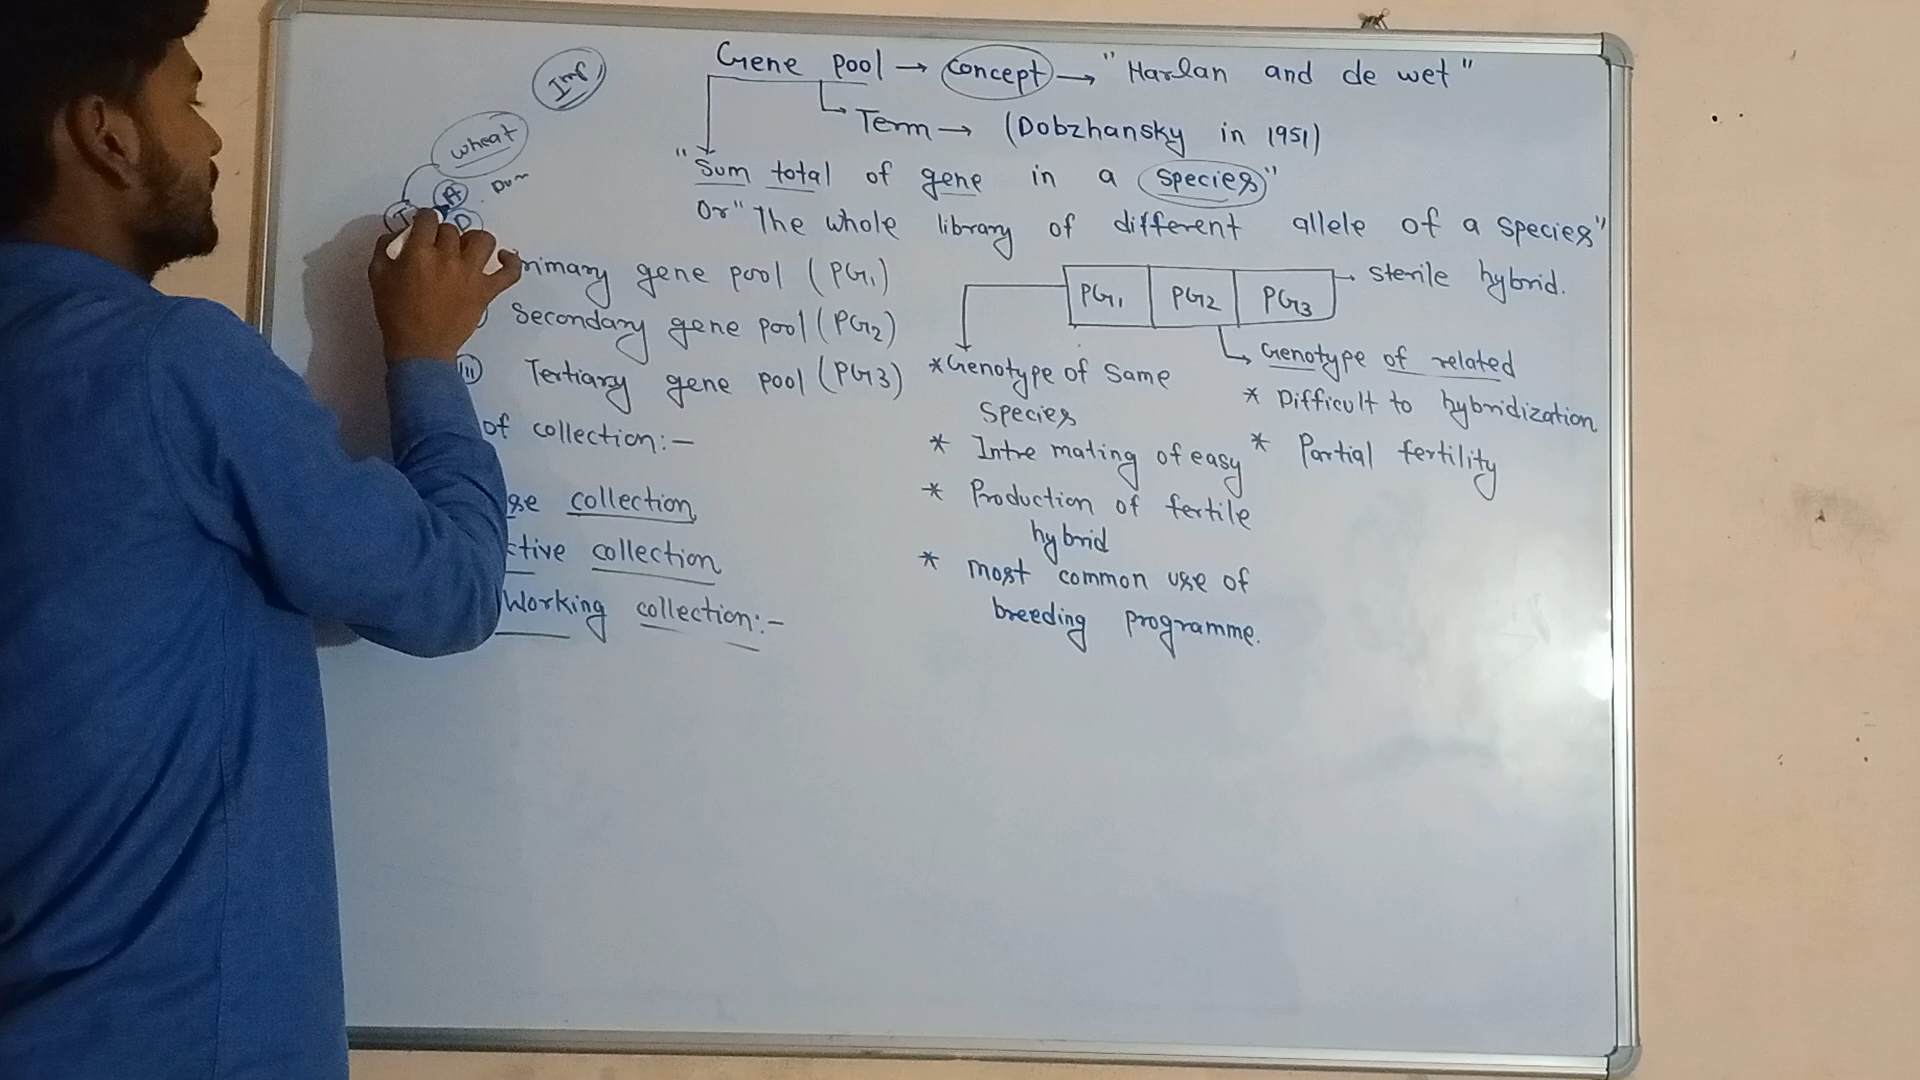 Imp
Gene pool → concept → "Harlan and de wet"
Term → (Dobzhansky in 1951)
wheat
"Sum total of gene in a species"
A
Or "The whole library of different allele of a species"
D
rimary gene pool (PG1)
PG1 PG2 PG3 → sterile hybrid.
Secondary gene pool (PG2)
Genotype of related
(iii) Tertiary gene pool (PG3)
* Genotype of Same
Species
* Difficult to hybridization
of collection:-
* Intre mating of easy
* Partial fertility
se collection
* Production of fertile
hybrid
ctive collection
* most common use of
Working collection:-
breeding programme.